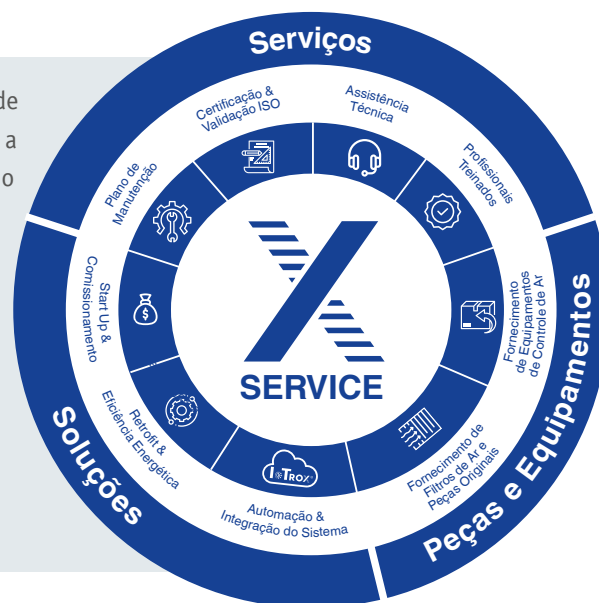 de
a
o
Serviços
Certificação &
Validação ISO
Assistência
Técnica
Profissionais
Treinados
Plano de
Manutenção
Start Up &
Comissionamento
Retrofit &
Eficiência Energética
Automação &
Integração do Sistema
Fornecimento de
Filtros de Ar e
Peças Originais
Fornecimento
de Equipamentos
de Controle de Ar
X
SERVICE
$
IoTROX
Soluções
Peças e Equipamentos